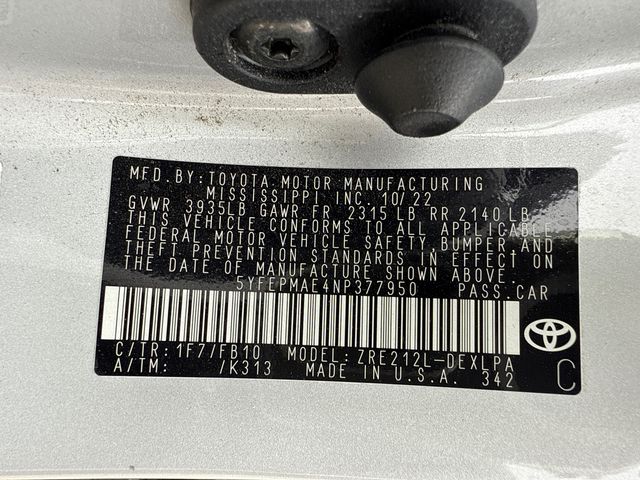 MFD. BY: TOYOTA MOTOR MANUFACTURING
MISSISSIPPI INC. 10/22
GVWR 3935LB GAWR FR 2315 LB RR 2140 LB
THIS VEHICLE CONFORMS TO ALL APPLICABLE
FEDERAL MOTOR VEHICLE SAFETY, BUMPER AND
THEFT PREVENTION STANDARDS IN EFFECT ON
THE DATE OF MANUFACTURE SHOWN ABOVE.
5YFEPMAE4NP377950 PASS.CAR
C/TR: 1F7/FB10 MODEL: ZRE212L-DEXLPA
A/TM: /K313 MADE IN U.S.A. 342 C